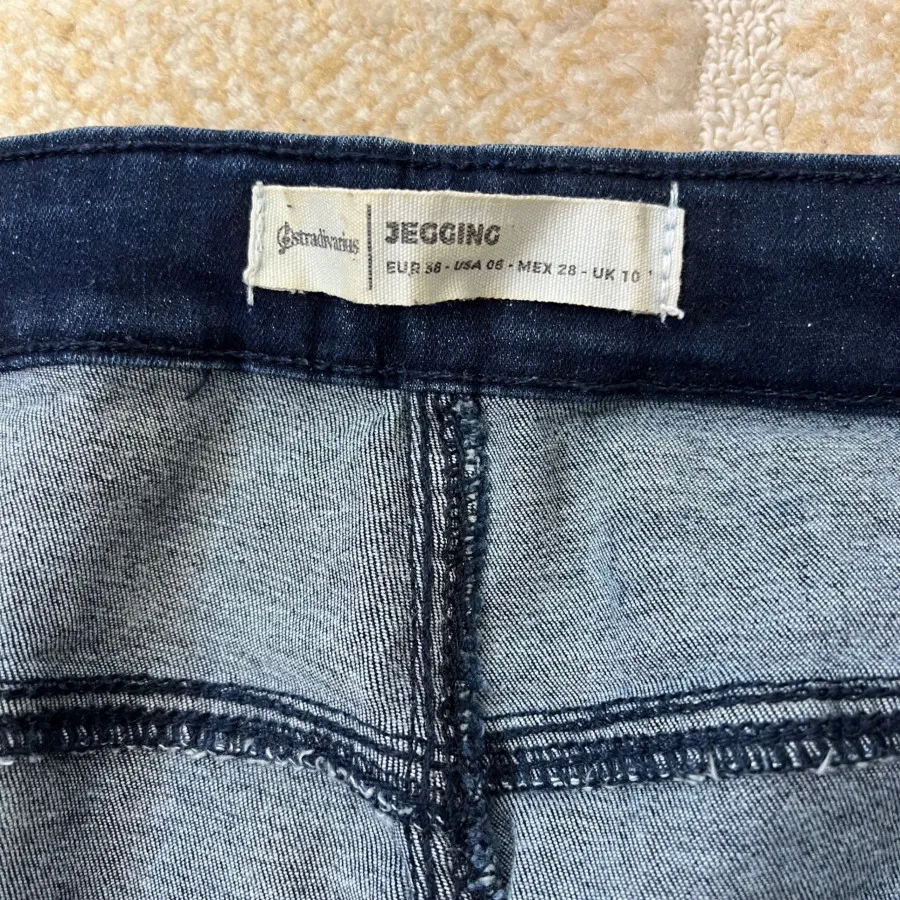 stradivarius
JEGGING
EUR 38 - USA 06 - MEX 28 - UK 10